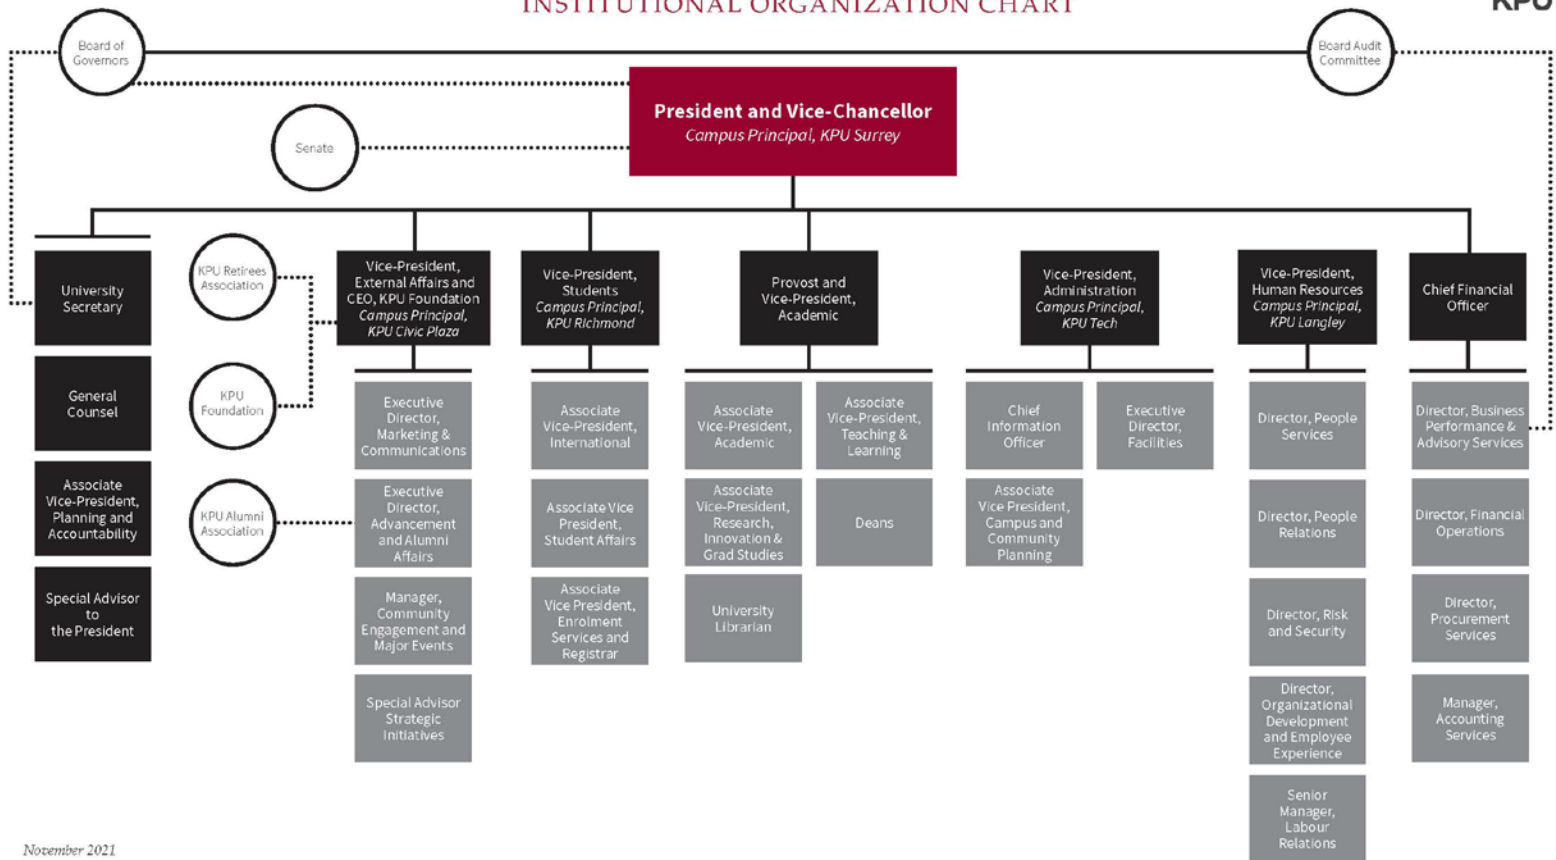 INSTITUTIONAL ORGANIZATION CHART
KPU
Board of
Governors
Board Audit
Committee
President and Vice-Chancellor
Campus Principal, KPU Surrey
Senate
University
Secretary
General
Counsel
Associate
Vice-President,
Planning and
Accountability
Special Advisor
to
the President
KPU Retirees
Association
KPU
Foundation
KPU Alumni
Association
Vice-President,
External Affairs and
CEO, KPU Foundation
Campus Principal,
KPU Civic Plaza
Executive
Director,
Marketing &
Communications
Executive
Director,
Advancement
and Alumni
Affairs
Manager,
Community
Engagement and
Major Events
Special Advisor
Strategic
Initiatives
Vice-President,
Students
Campus Principal,
KPU Richmond
Associate
Vice-President,
International
Associate Vice
President,
Student Affairs
Associate
Vice President,
Enrolment
Services and
Registrar
Provost and
Vice-President,
Academic
Associate
Vice-President,
Academic
Associate
Vice-President,
Teaching &
Learning
Associate
Vice-President,
Research,
Innovation &
Grad Studies
Deans
University
Librarian
Vice-President,
Administration
Campus Principal,
KPU Tech
Chief
Information
Officer
Executive
Director,
Facilities
Associate
Vice President,
Campus and
Community
Planning
Vice-President,
Human Resources
Campus Principal,
KPU Langley
Director, People
Services
Director, People
Relations
Director, Risk
and Security
Director,
Organizational
Development
and Employee
Experience
Senior
Manager,
Labour
Relations
Chief Financial
Officer
Director, Business
Performance &
Advisory Services
Director, Financial
Operations
Director,
Procurement
Services
Manager,
Accounting
Services
November 2021